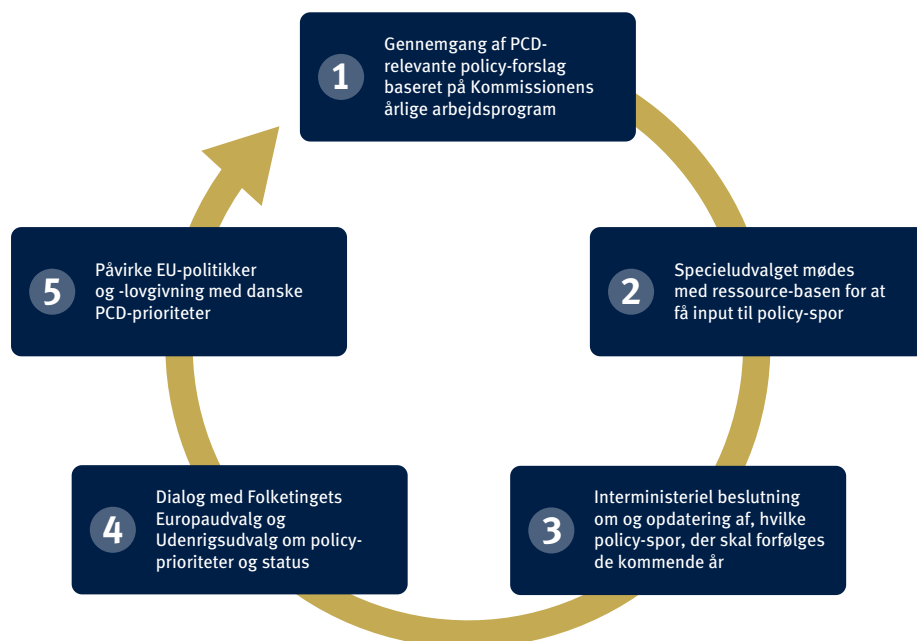 1
Gennemgang af PCD-
relevante policy-forslag
baseret på Kommissionens
årlige arbejdsprogram
2
Specieludvalget mødes
med ressource-basen for at
få input til policy-spor
3
Interministeriel beslutning
om og opdatering af, hvilke
policy-spor, der skal forfølges
de kommende år
4
Dialog med Folketingets
Europaudvalg og
Udenrigsudvalg om policy-
prioriteter og status
5
Påvirke EU-politikker
og -lovgivning med danske
PCD-prioriteter